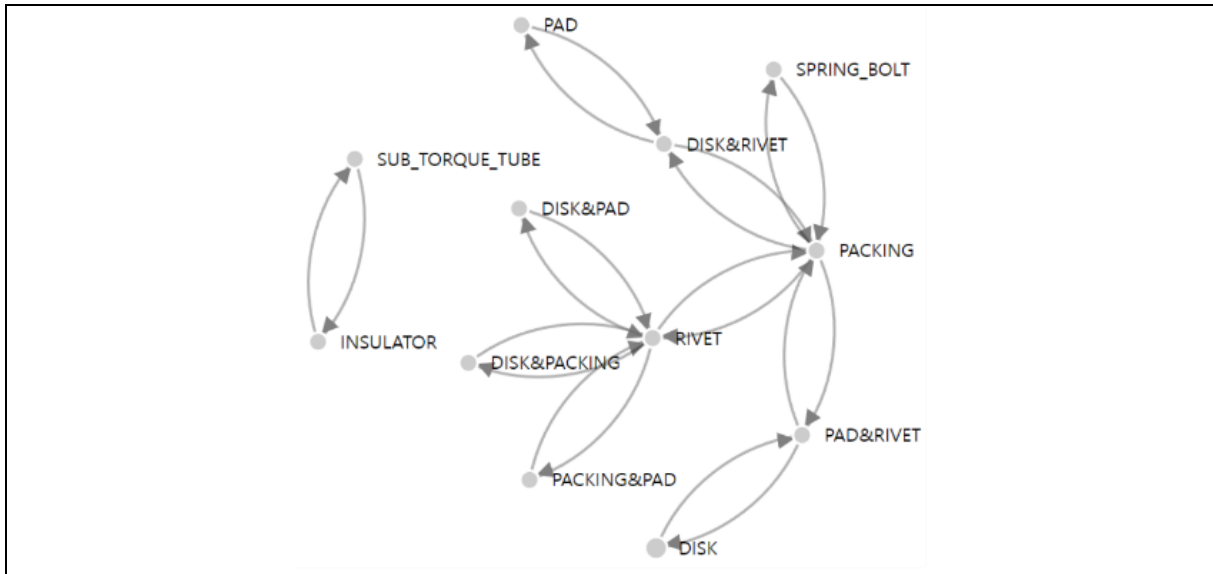 PAD
SPRING_BOLT
DISK&RIVET
SUB_TORQUE_TUBE
DISK&PAD
PACKING
INSULATOR
RIVET
DISK&PACKING
PAD&RIVET
PACKING&PAD
DISK